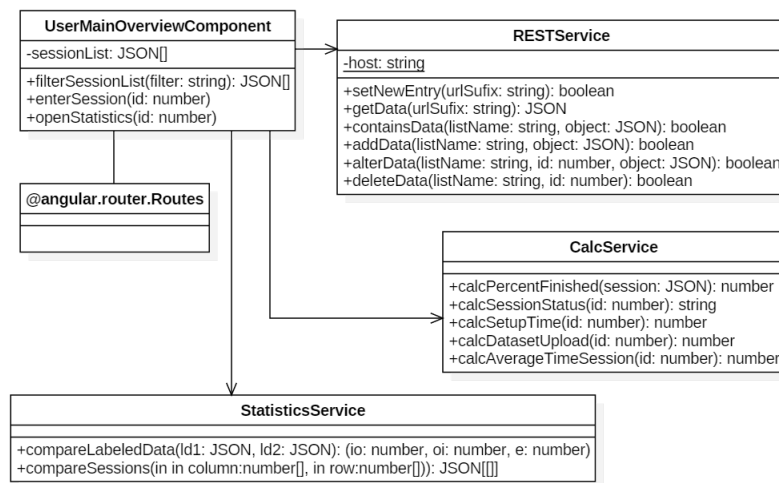 UserMainOverviewComponent
-sessionList: JSON[]
+filterSessionList(filter: string): JSON[]
+enterSession(id: number)
+openStatistics(id: number)
RESTService
-host: string
+setNewEntry(urlSufix: string): boolean
+getData(urlSufix: string): JSON
+containsData(listName: string, object: JSON): boolean
+addData(listName: string, object: JSON): boolean
+alterData(listName: string, id: number, object: JSON): boolean
+deleteData(listName: string, id: number): boolean
@angular.router.Routes
CalcService
+calcPercentFinished(session: JSON): number
+calcSessionStatus(id: number): string
+calcSetupTime(id: number): number
+calcDatasetUpload(id: number): number
+calcAverageTimeSession(id: number): number
StatisticsService
+compareLabeledData(ld1: JSON, ld2: JSON): (io: number, oi: number, e: number)
+compareSessions(in in column:number[], in row:number[])): JSON[[]]